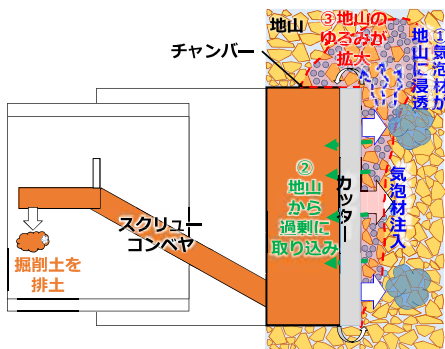 地山
③地山の
ゆるみが
拡大
①気泡材が
地山に浸透
チャンバー
気泡材注入
カッター
②
地山
から
過剰に
取り込み
スクリュー
コンベヤ
掘削土を
排土